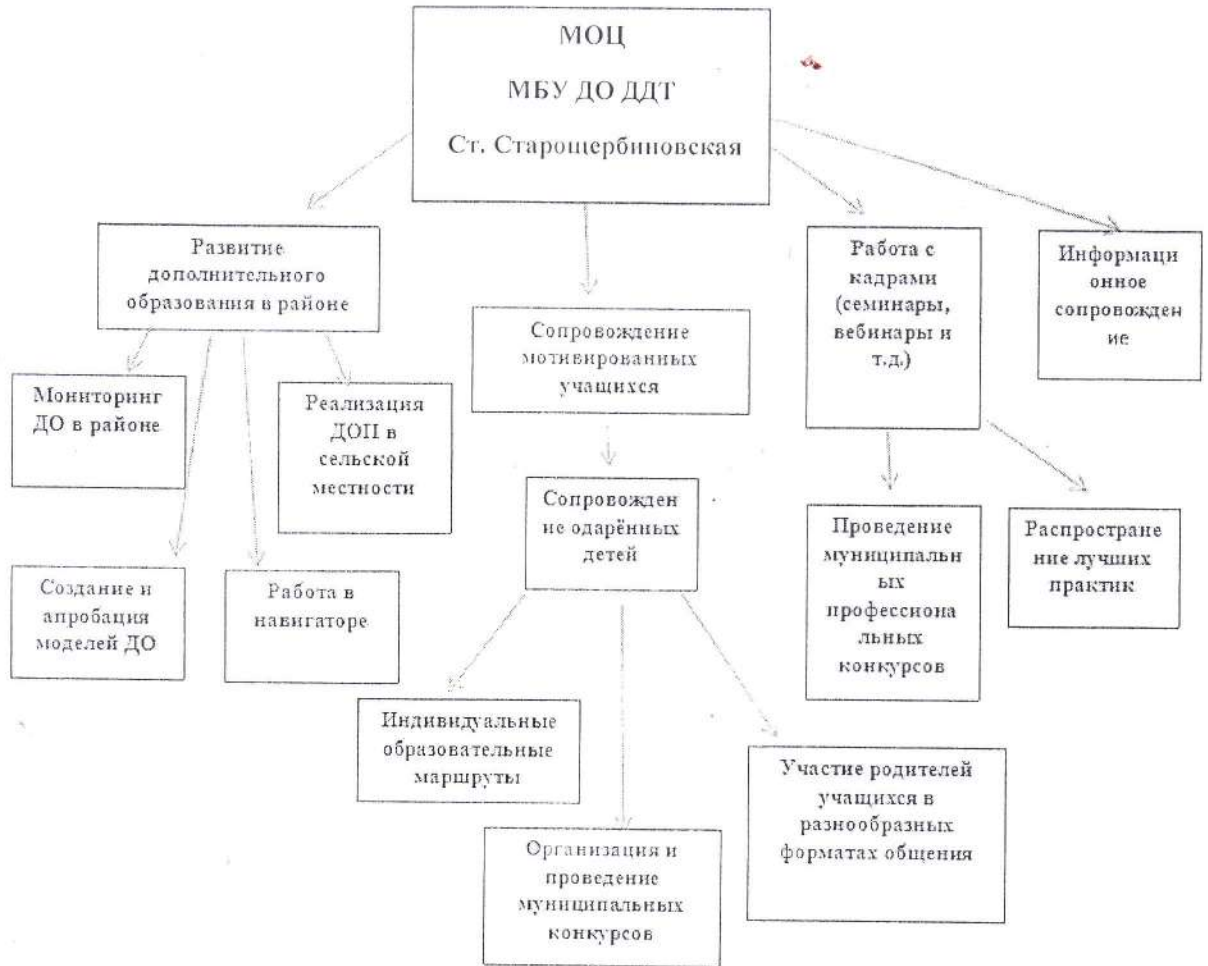 МОЦ
МБУ ДО ДДТ
Ст. Старощербиновская
Развитие
дополнительного
образования в районе
Сопровождение
мотивированных
учащихся
Работа с
кадрами
(семинары,
вебинары и
т.д.)
Информаци
онное
сопровожден
ие
Мониторинг
ДО в районе
Реализация
ДОП в
сельской
местности
Сопровожден
ие одарённых
детей
Проведение
муниципальн
ых
профессиона
льных
конкурсов
Распростране
ние лучших
практик
Создание и
апробация
моделей ДО
Работа в
навигаторе
Индивидуальные
образовательные
маршруты
Организация и
проведение
муниципальных
конкурсов
Участие родителей
учащихся в
разнообразных
форматах общения